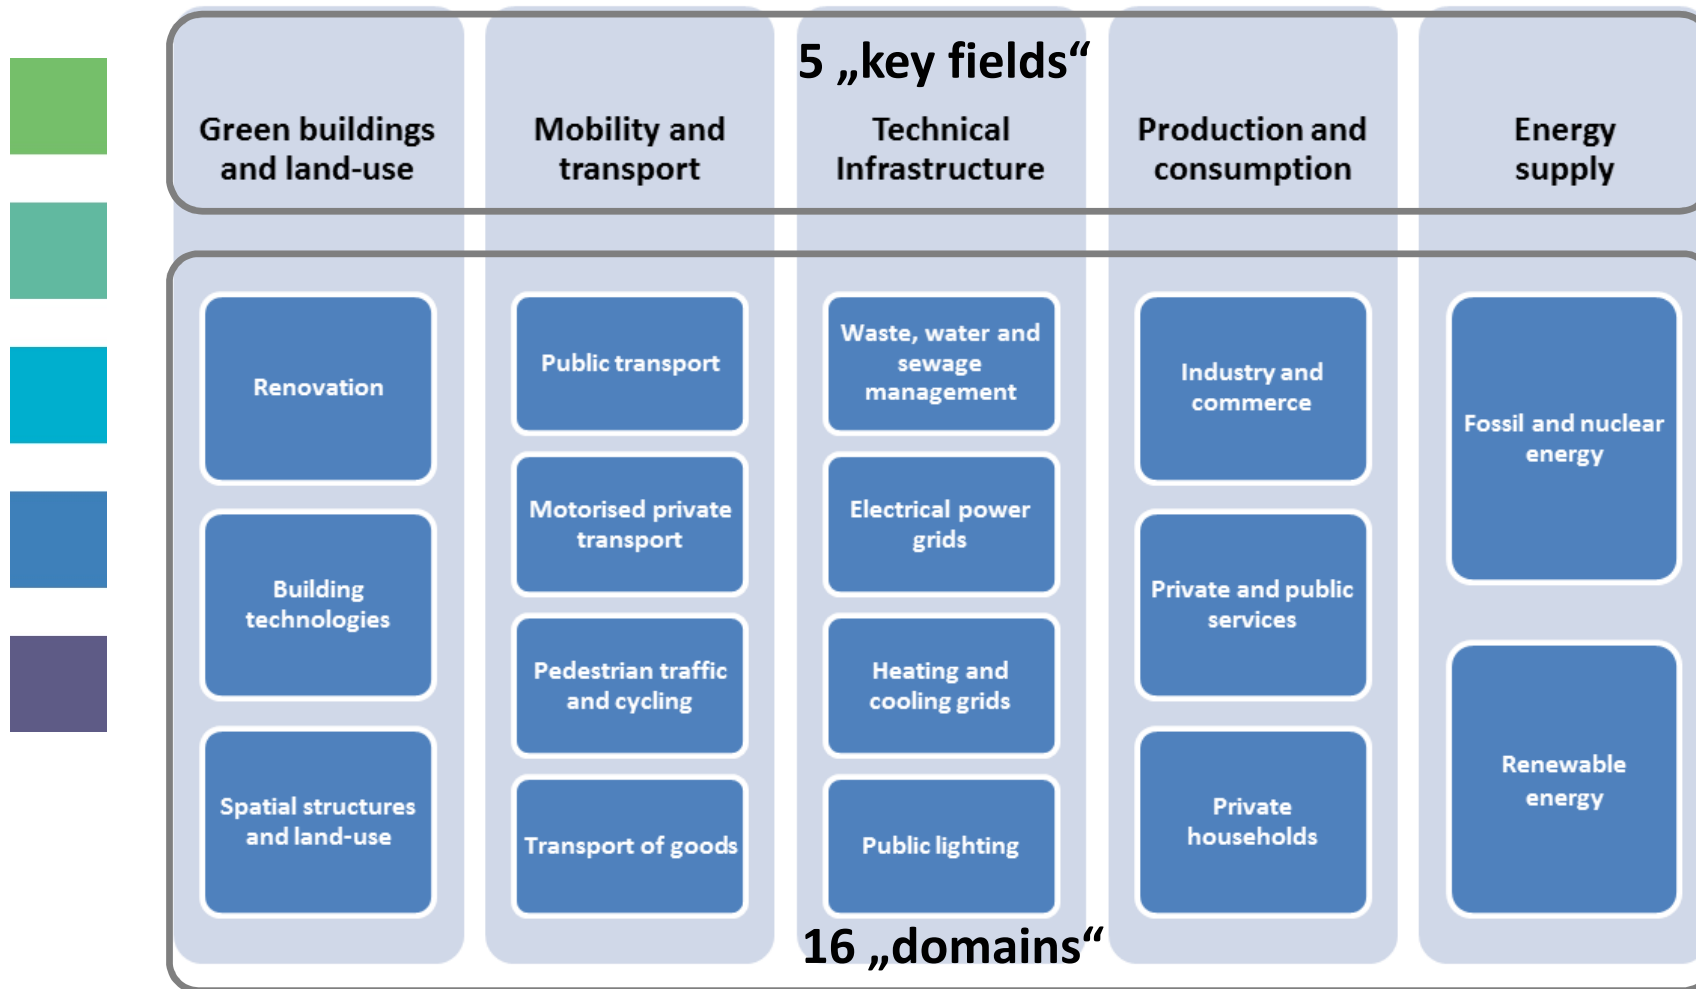 5 „key fields“
Green buildings
and land-use
Mobility and
transport
Technical
Infrastructure
Production and
consumption
Energy
supply
Renovation
Building
technologies
Spatial structures
and land-use
Public transport
Motorised private
transport
Pedestrian traffic
and cycling
Transport of goods
Waste, water and
sewage
management
Electrical power
grids
Heating and
cooling grids
Public lighting
Industry and
commerce
Private and public
services
Private
households
Fossil and nuclear
energy
Renewable
energy
16 „domains“